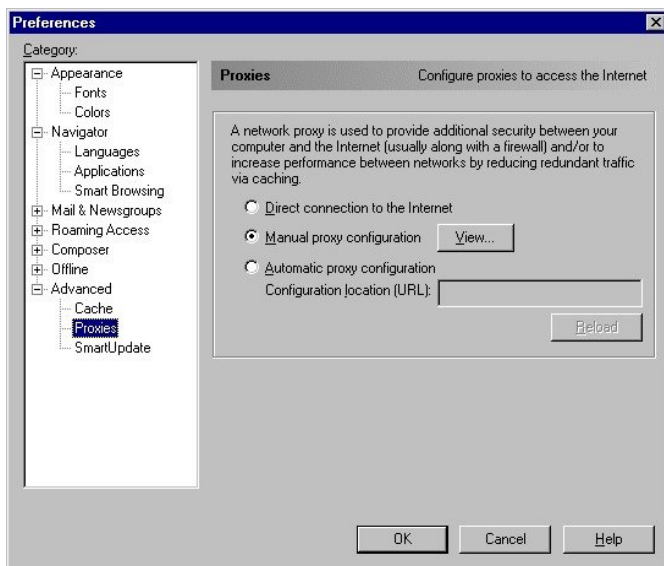 Preferences
Category:
Appearance
Fonts
Colors
Navigator
Languages
Applications
Smart Browsing
Mail & Newsgroups
Roaming Access
Composer
Offline
Advanced
Cache
Proxies
SmartUpdate
Proxies Configure proxies to access the Internet
A network proxy is used to provide additional security between your
computer and the Internet (usually along with a firewall) and/or to
increase performance between networks by reducing redundant traffic
via caching.
Direct connection to the Internet
Manual proxy configuration View...
Automatic proxy configuration
Configuration location (URL):
Reload
OK Cancel Help